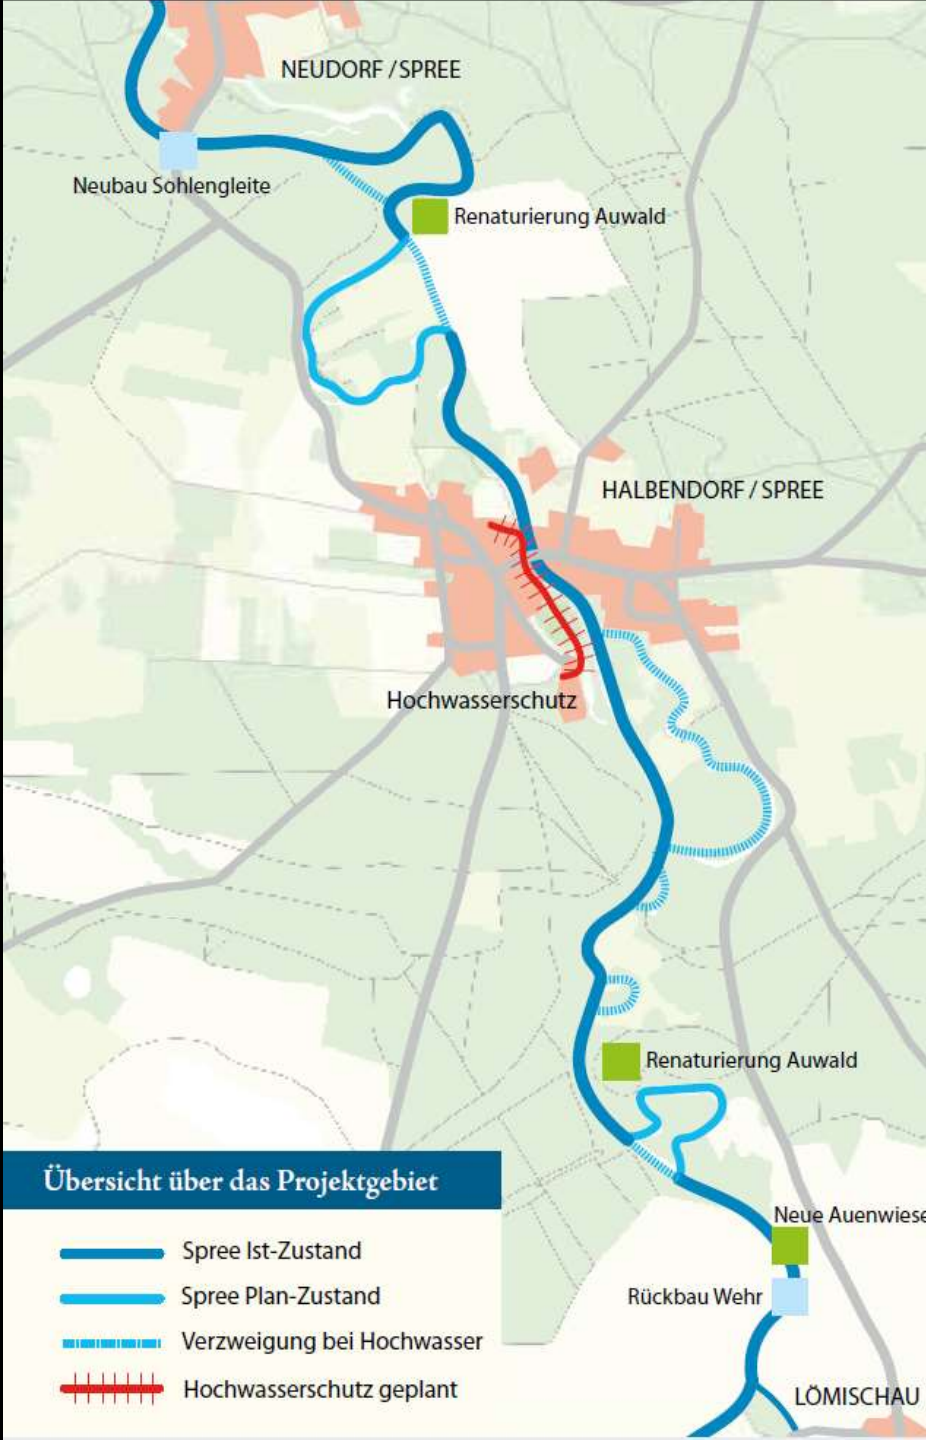 NEUDORF / SPREE
Neubau Sohlengleite
Renaturierung Auwald
HALBENDORF / SPREE
Hochwasserschutz
Renaturierung Auwald
Neue Auenwiese
Rückbau Wehr
LÖMISCHAU
Übersicht über das Projektgebiet
Spree Ist-Zustand
Spree Plan-Zustand
Verzweigung bei Hochwasser
Hochwasserschutz geplant